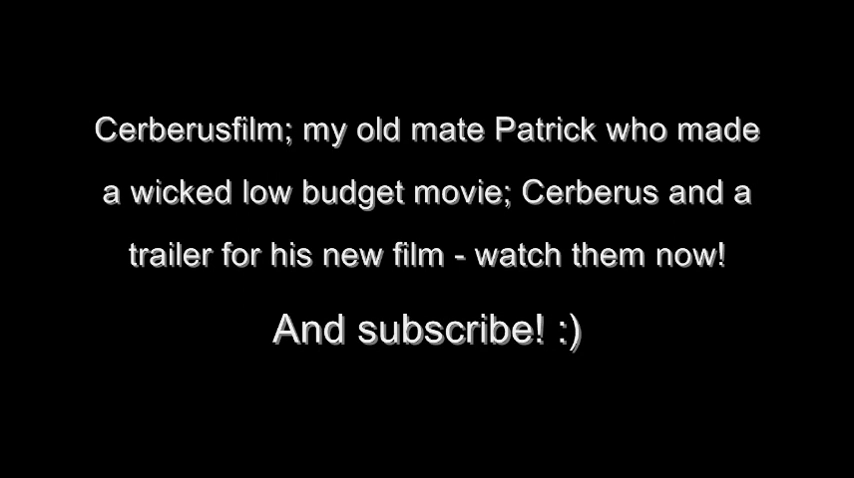 Cerberusfilm; my old mate Patrick who made
a wicked low budget movie; Cerberus and a
trailer for his new film - watch them now!
And subscribe! :)